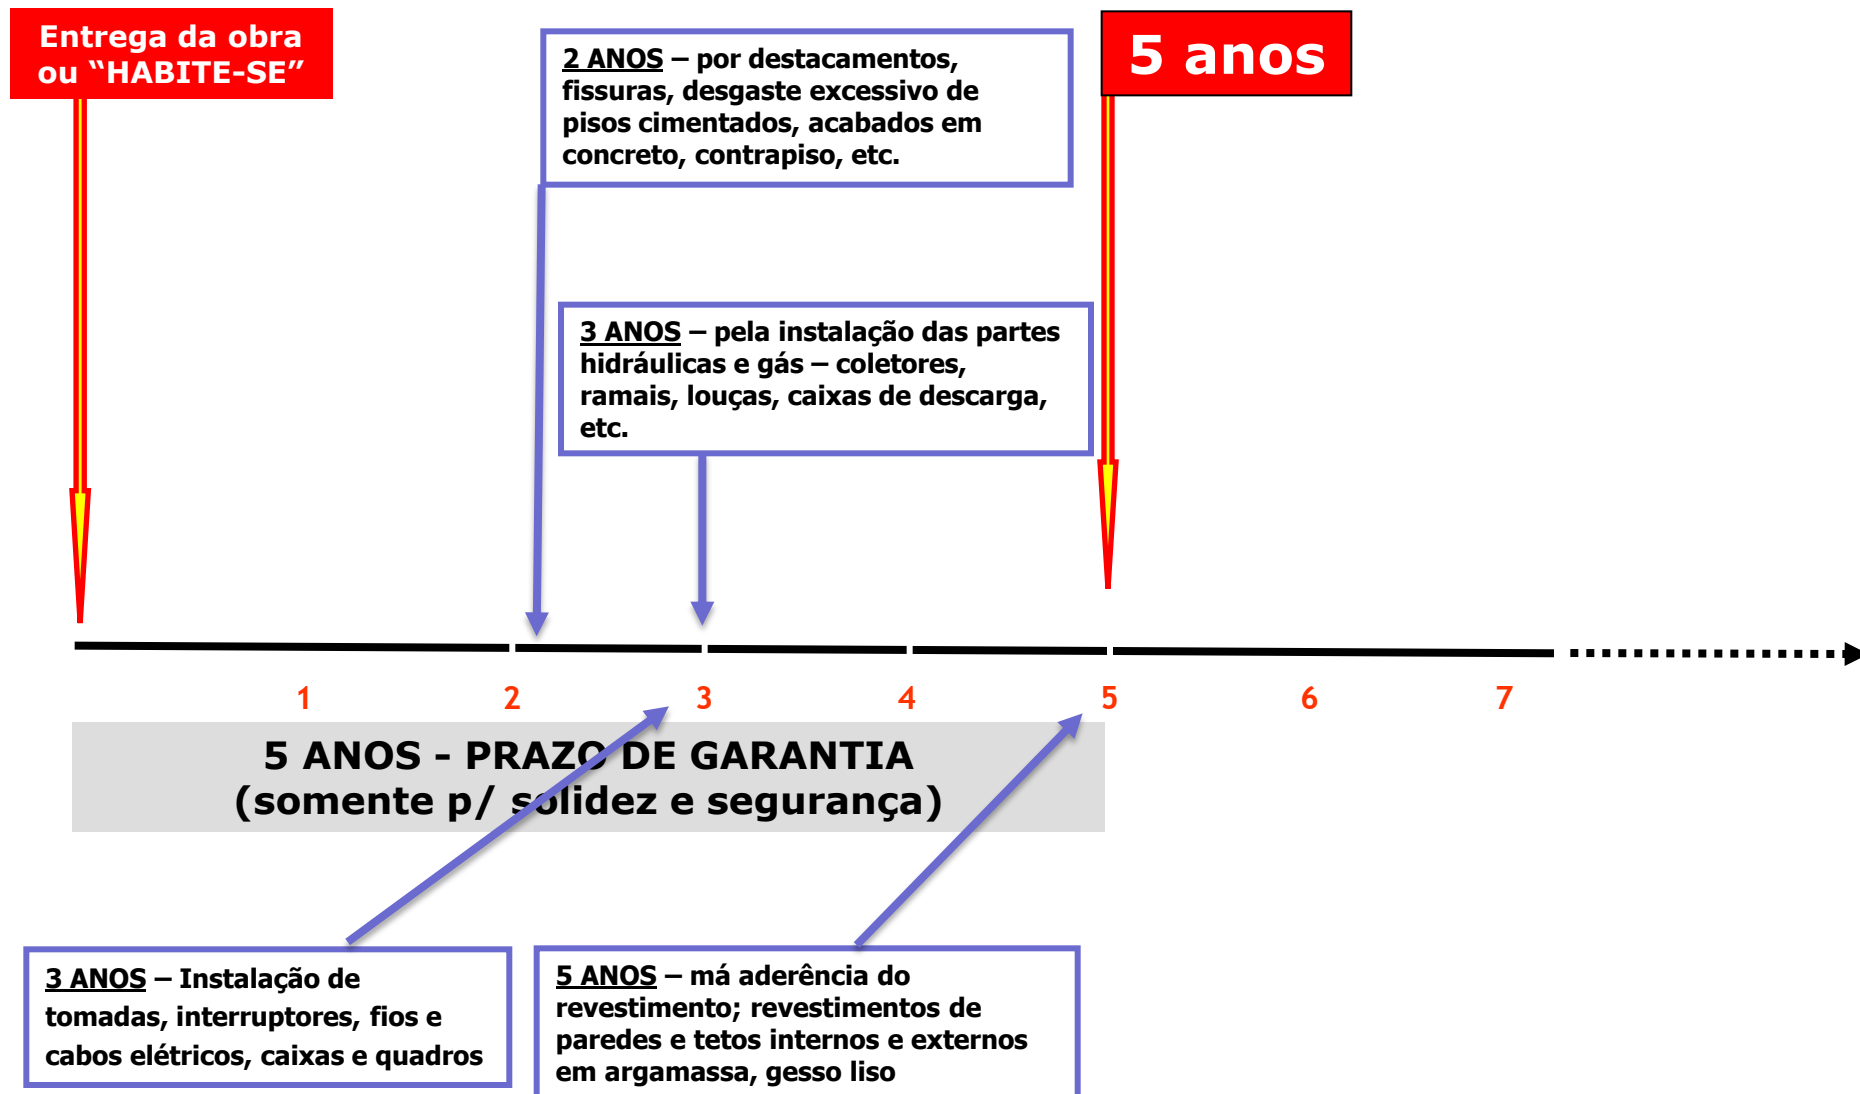 Entrega da obra
ou “HABITE-SE”
2 ANOS – por destacamentos,
fissuras, desgaste excessivo de
pisos cimentados, acabados em
concreto, contrapiso, etc.
5 anos
3 ANOS – pela instalação das partes
hidráulicas e gás – coletores,
ramais, louças, caixas de descarga,
etc.
1 2 3 4 5 6 7
5 ANOS - PRAZO DE GARANTIA
(somente p/ solidez e segurança)
3 ANOS – Instalação de
tomadas, interruptores, fios e
cabos elétricos, caixas e quadros
5 ANOS – má aderência do
revestimento; revestimentos de
paredes e tetos internos e externos
em argamassa, gesso liso